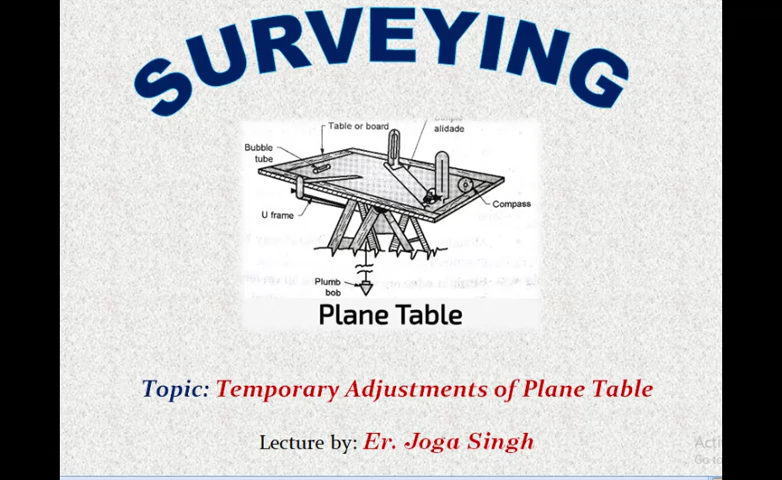 SURVEYING
Table or board
alidade
Bubble
tube
Compass
U frame
Plumb
bob
Plane Table
Topic: Temporary Adjustments of Plane Table
Lecture by: Er. Joga Singh